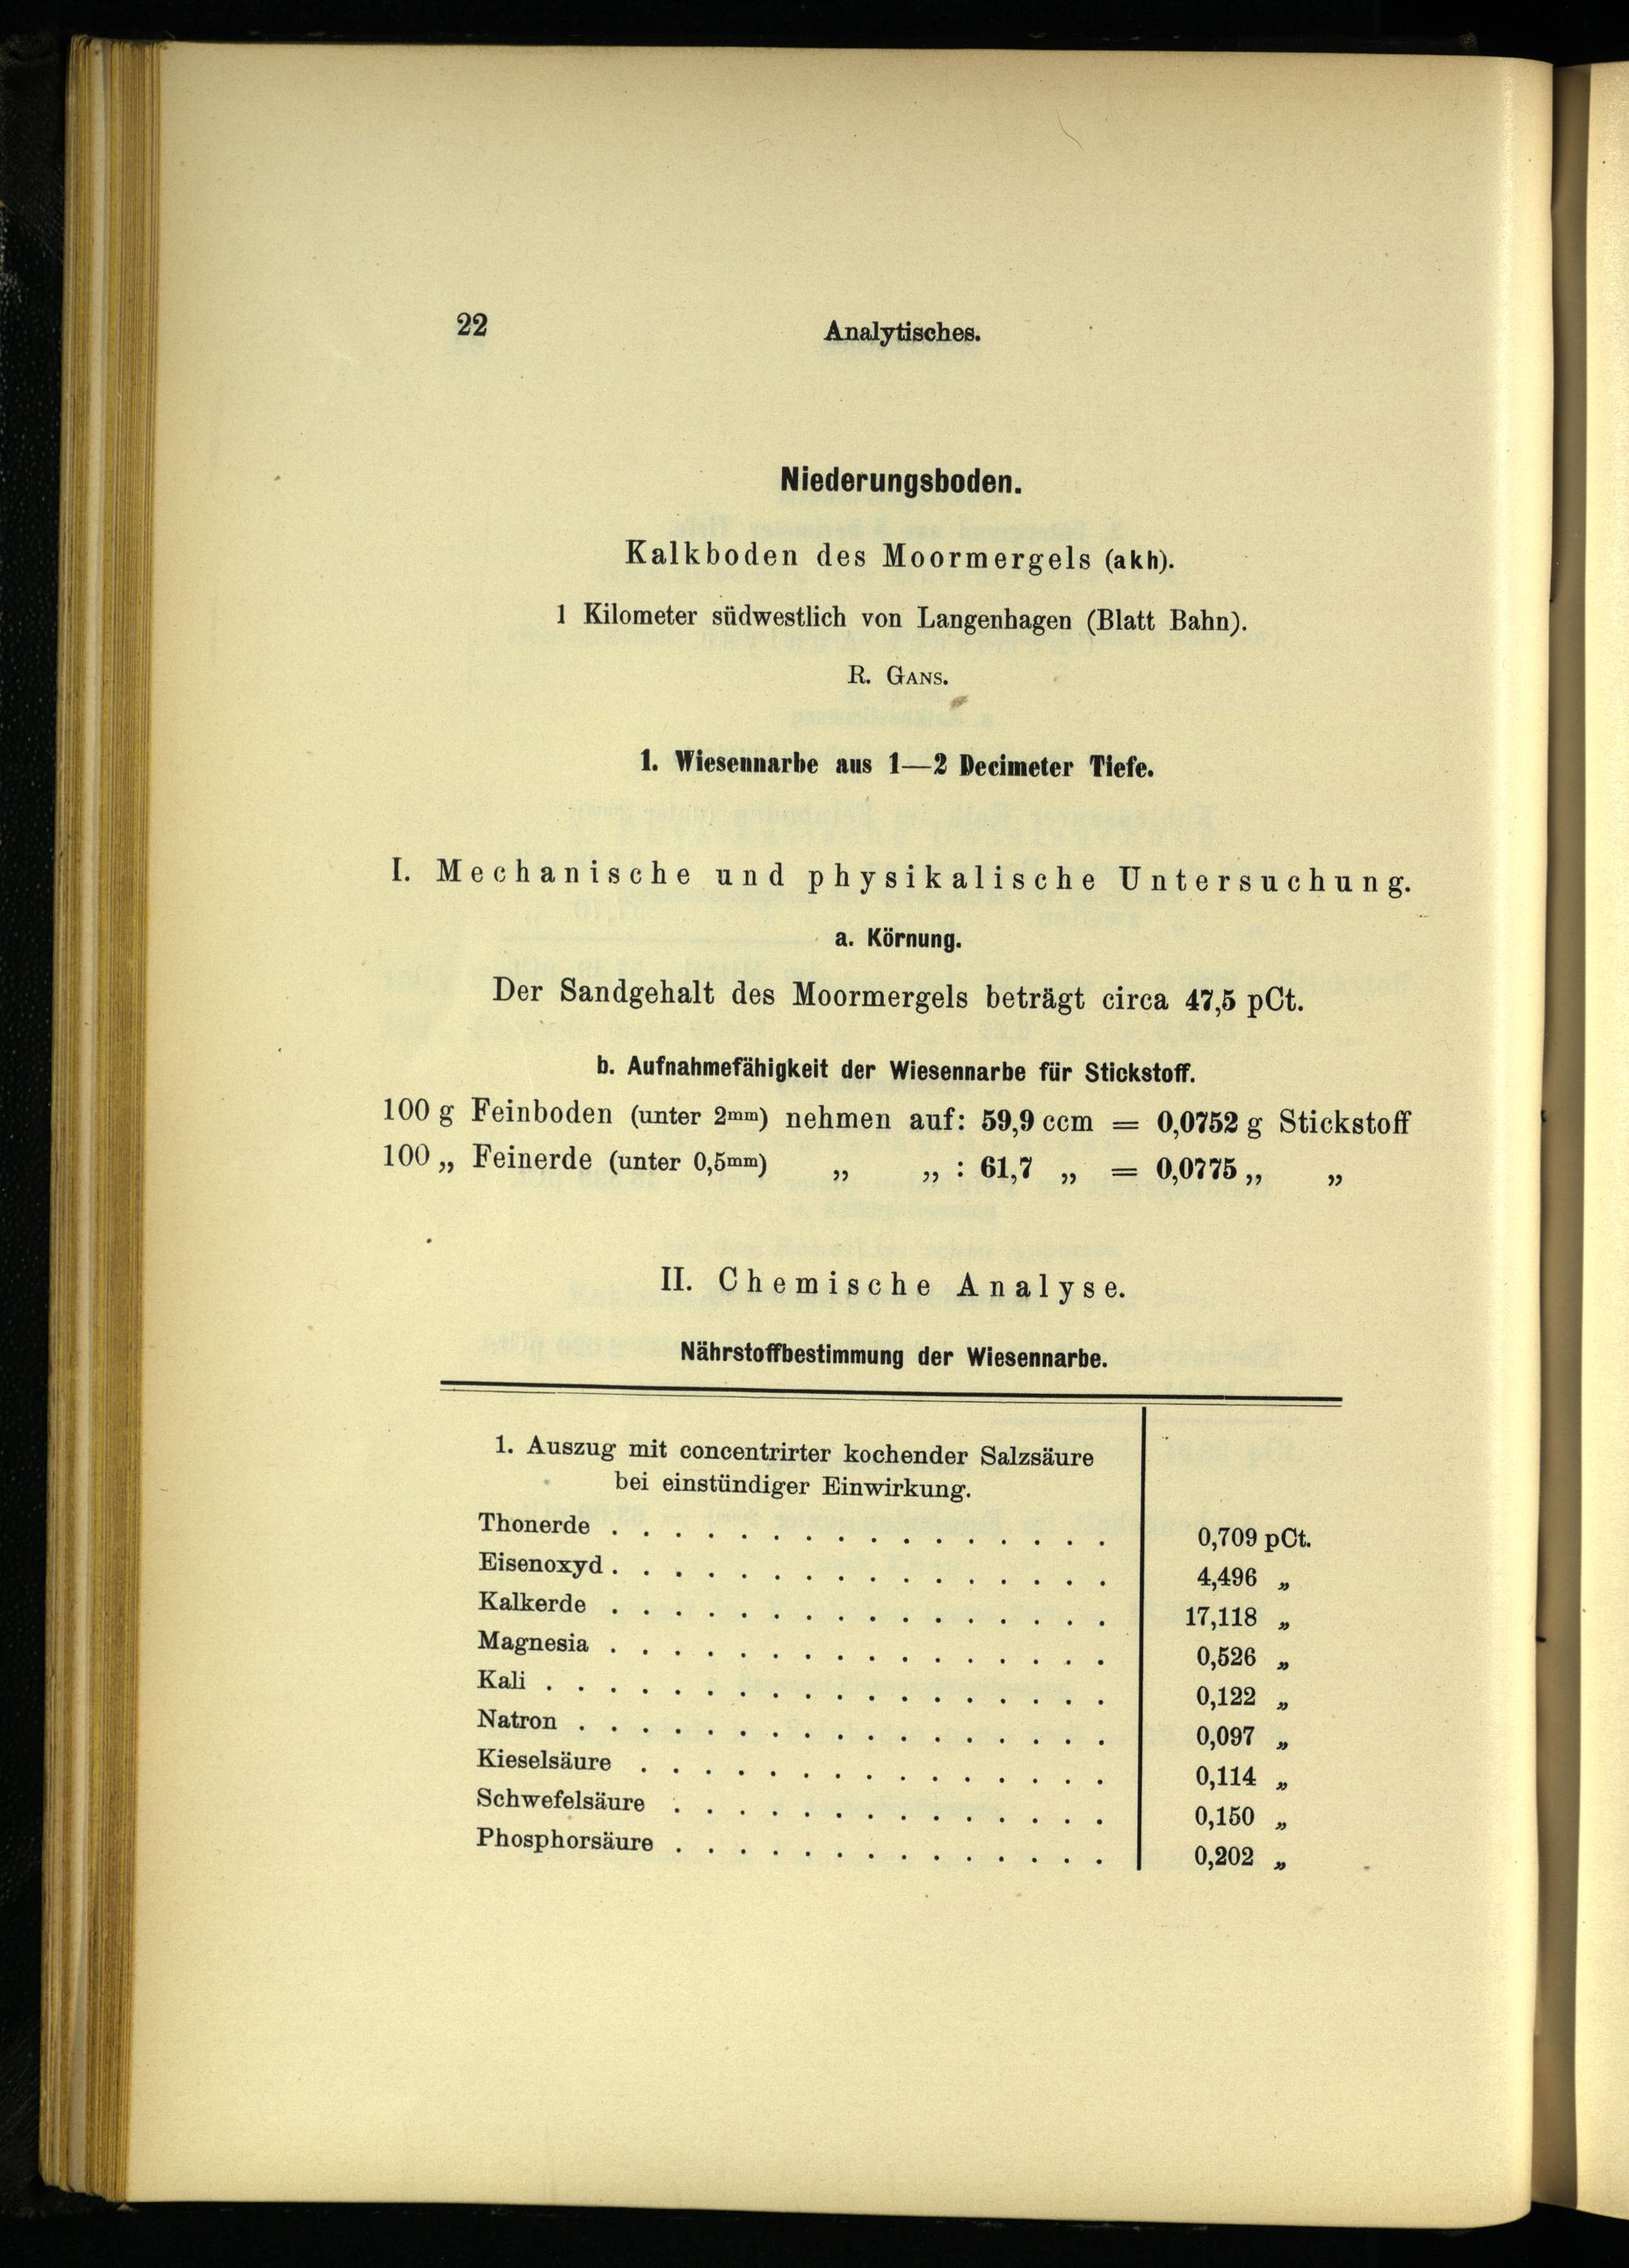 22 Analytisches.
Niederungsboden.
Kalkboden des Moormergels (akh).
1 Kilometer südwestlich von Langenhagen (Blatt Bahn).
R. GANS.
1. Wiesennarbe aus 1—2 Decimeter Tiefe.
I. Mechanische und physikalische Untersuchung.
a. Körnung.
Der Sandgehalt des Moormergels beträgt circa 47,5 pCt.
b. Aufnahmefähigkeit der Wiesennarbe für Stickstoff.
100 g Feinboden (unter 2mm) nehmen auf: 59,9 ccm = 0,0752 g Stickstoff
100 „ Feinerde (unter 0,5mm) „ „ : 61,7 „ = 0,0775 „ „
II. Chemische Analyse.
Nährstoffbestimmung der Wiesennarbe.
1. Auszug mit concentrirter kochender Salzsäure
bei einstündiger Einwirkung.
Thonerde . . . . . . . . . . . . . . . . 0,709 pCt.
Eisenoxyd . . . . . . . . . . . . . . . . 4,496 „
Kalkerde . . . . . . . . . . . . . . . . 17,118 „
Magnesia . . . . . . . . . . . . . . . . 0,526 „
Kali . . . . . . . . . . . . . . . . . . 0,122 „
Natron . . . . . . . . . . . . . . . . . 0,097 „
Kieselsäure . . . . . . . . . . . . . . . 0,114 „
Schwefelsäure . . . . . . . . . . . . . . 0,150 „
Phosphorsäure . . . . . . . . . . . . . . 0,202 „